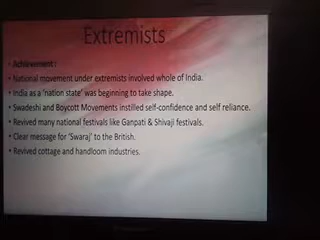 Extremists
• Achievement :
• National movement under extremists involved whole of India.
• India as a 'nation state' was beginning to take shape.
• Swadeshi and Boycott Movements instilled self-confidence and self reliance.
• Revived many national festivals like Ganpati & Shivaji festivals.
• Clear message for 'Swaraj' to the British.
• Revived cottage and handloom industries.